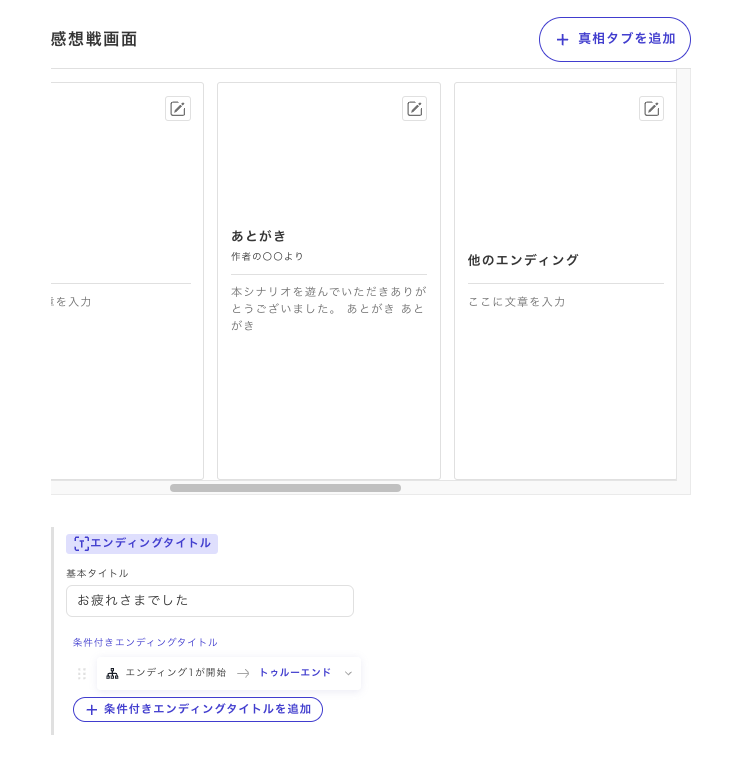 感想戦画面
+ 真相タブを追加
章を入力
あとがき
作者の〇〇より
本シナリオを遊んでいただきありが
とうございました。 あとがき あと
がき
他のエンディング
ここに文章を入力
エンディングタイトル
基本タイトル
お疲れさまでした
条件付きエンディングタイトル
エンディング1が開始 → トゥルーエンド
+ 条件付きエンディングタイトルを追加